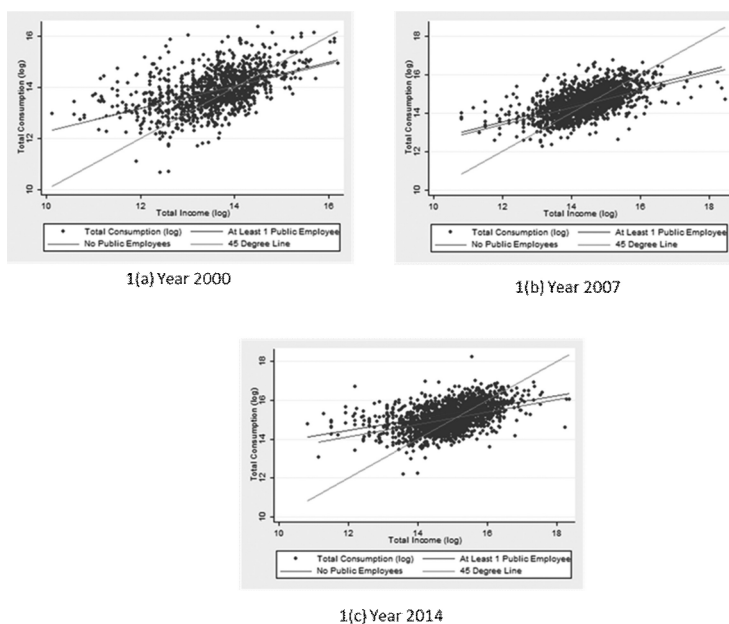 16
14
12
10
Total Consumption (log)
10
12
14
16
Total Income (log)
Total Consumption (log)
At Least 1 Public Employee
No Public Employees
45 Degree Line
1(a) Year 2000
18
16
14
12
10
Total Consumption (log)
10
12
14
16
18
Total Income (log)
Total Consumption (log)
At Least 1 Public Employee
No Public Employees
45 Degree Line
1(b) Year 2007
18
16
14
12
10
Total Consumption (log)
10
12
14
16
18
Total Income (log)
Total Consumption (log)
At Least 1 Public Employee
No Public Employees
45 Degree Line
1(c) Year 2014